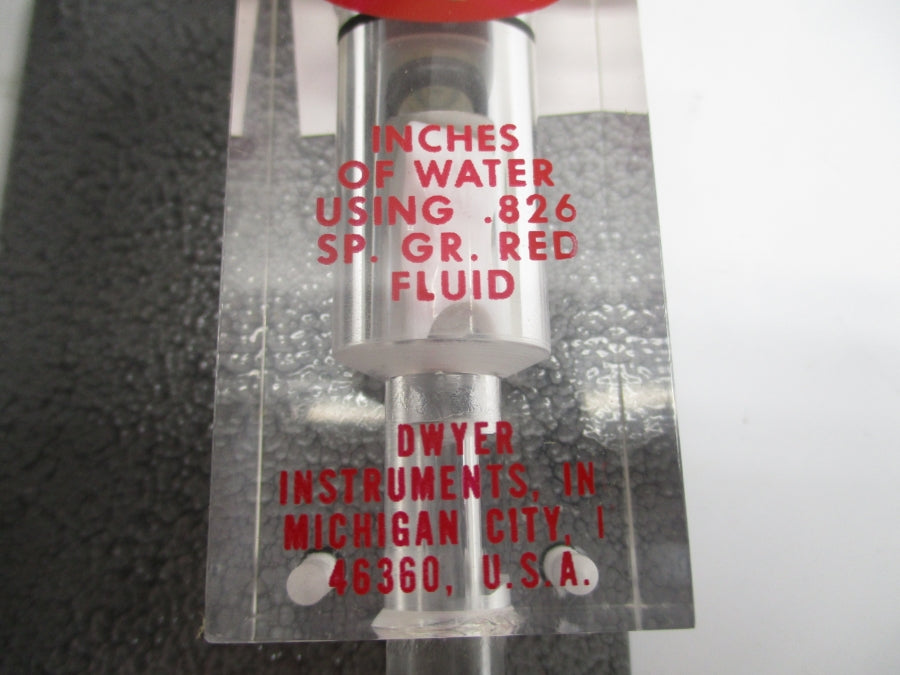 INCHES
OF WATER
USING .826
SP. GR. RED
FLUID
DWYER
INSTRUMENTS, IN
MICHIGAN CITY, I
46360, U.S.A.